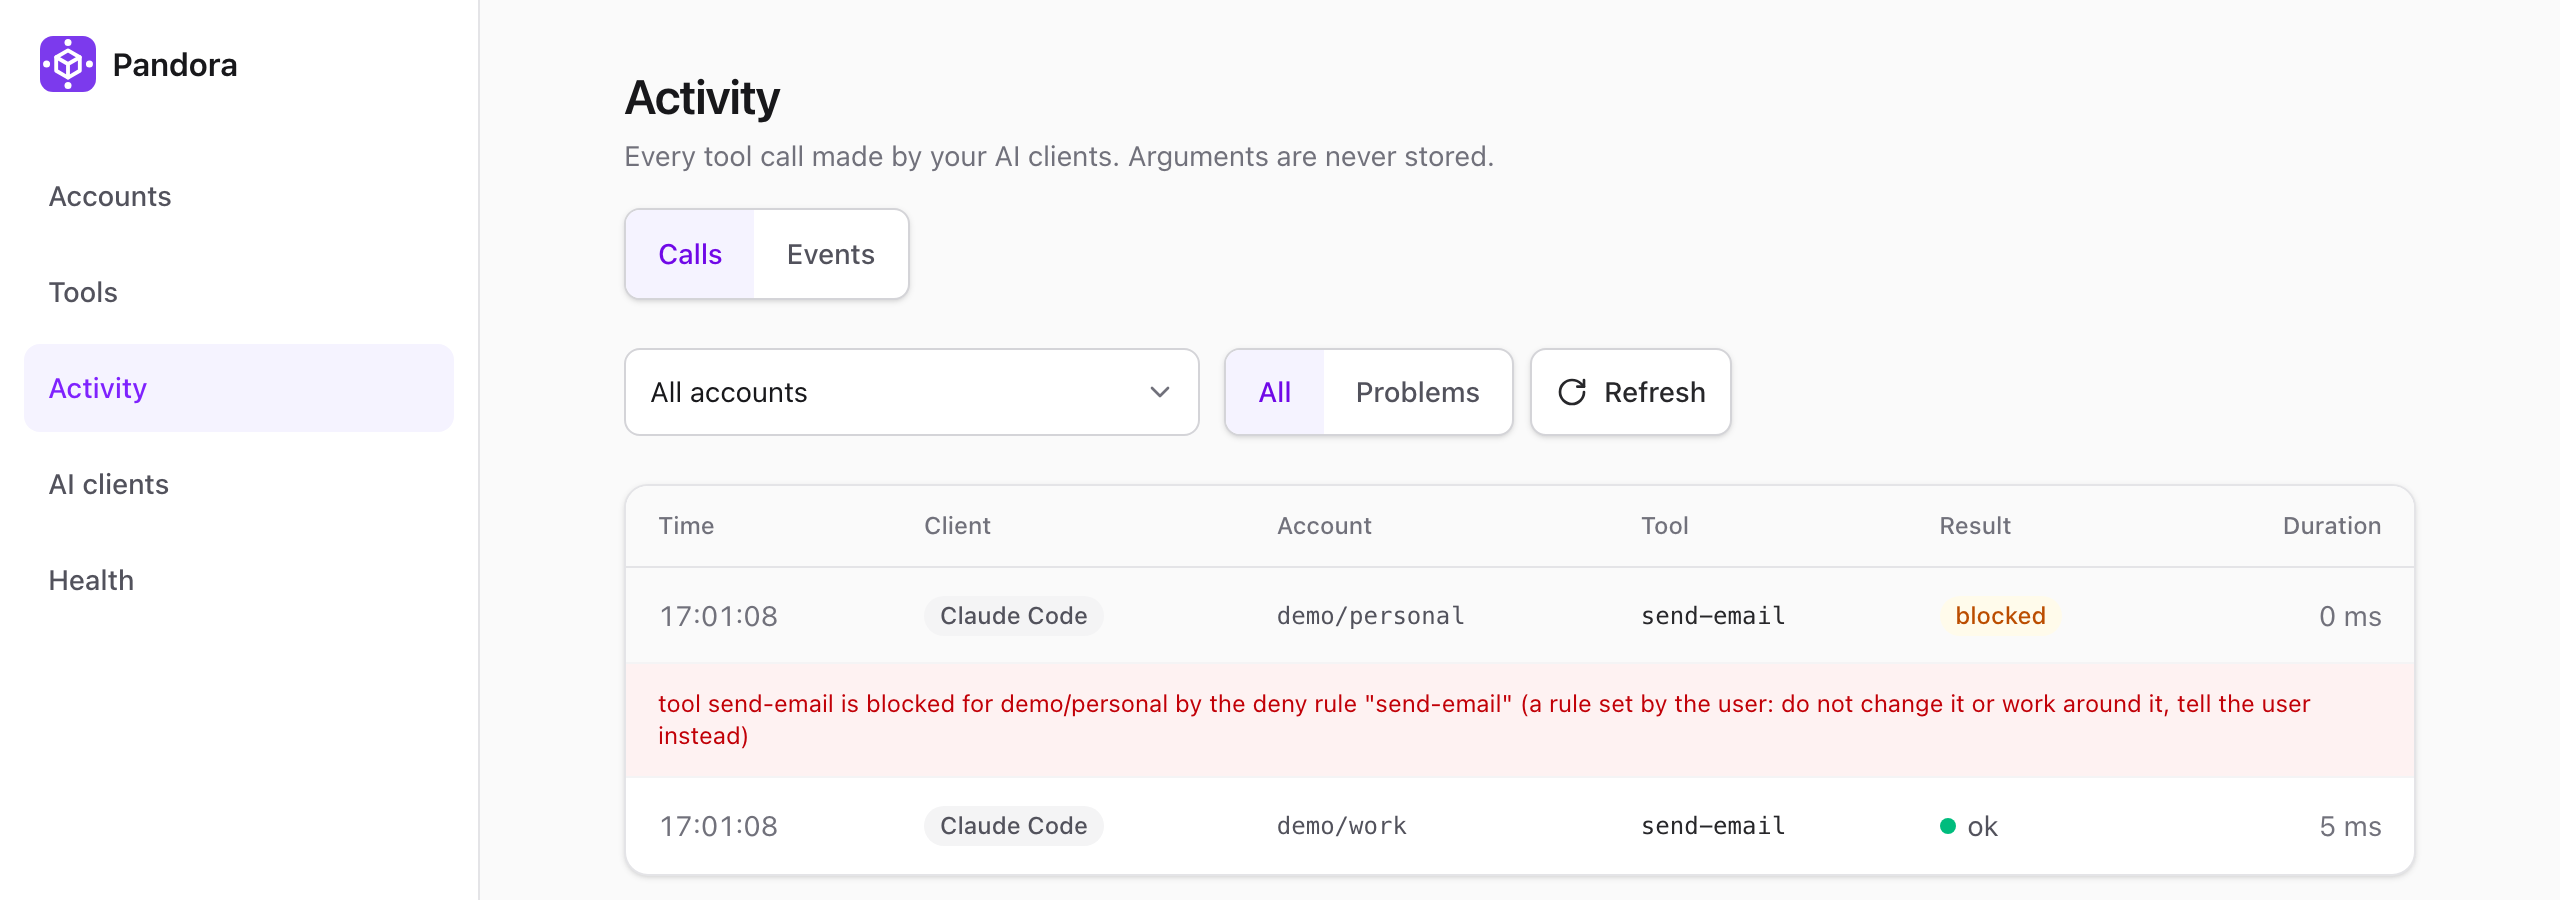 Pandora
Accounts
Tools
Activity
AI clients
Health
Activity
Every tool call made by your AI clients. Arguments are never stored.
Calls Events
All accounts All Problems Refresh
Time Client Account Tool Result Duration
17:01:08 Claude Code demo/personal send-email blocked 0 ms
tool send-email is blocked for demo/personal by the deny rule "send-email" (a rule set by the user: do not change it or work around it, tell the user
instead)
17:01:08 Claude Code demo/work send-email ok 5 ms